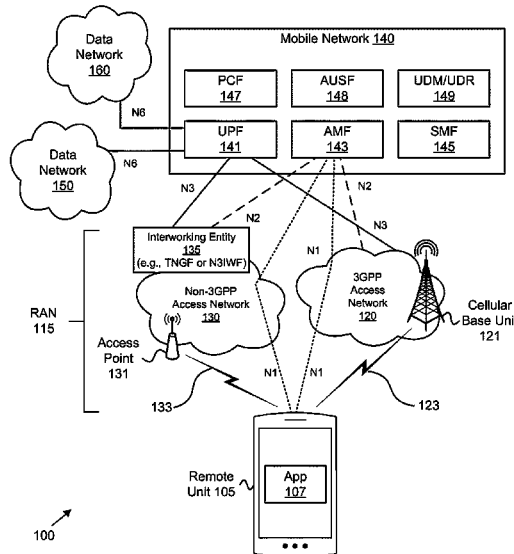 Data
Network
160
Mobile Network 140
PCF
147
AUSF
148
UDM/UDR
149
N6
UPF
141
AMF
143
SMF
145
Data
Network
150
N6
N3
N2
N2
N3
N1
Interworking Entity
135
(e.g., TNGF or N3IWF)
Non-3GPP
Access Network
130
3GPP
Access
Network
120
RAN
115
Access
Point
131
Cellular
Base Uni
121
N1
N1
133
123
Remote
Unit 105
App
107
100